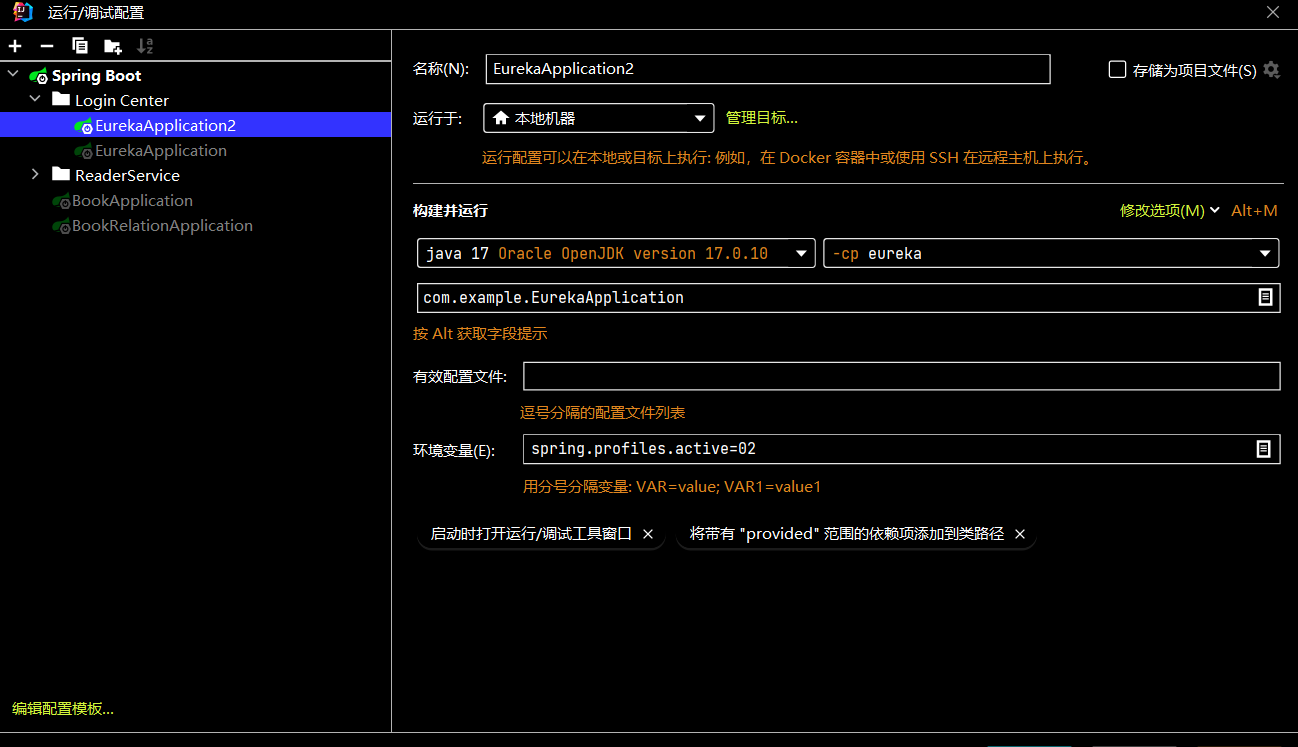 运行/调试配置
Spring Boot
Login Center
EurekaApplication2
EurekaApplication
ReaderService
BookApplication
BookRelationApplication
编辑配置模板...
名称(N): EurekaApplication2 存储为项目文件(S)
运行于: 本地机器 管理目标...
运行配置可以在本地或目标上执行: 例如，在 Docker 容器中或使用 SSH 在远程主机上执行。
构建并运行 修改选项(M) Alt+M
java 17 Oracle OpenJDK version 17.0.10 -cp eureka
com.example.EurekaApplication
按 Alt 获取字段提示
有效配置文件:
逗号分隔的配置文件列表
环境变量(E): spring.profiles.active=02
用分号分隔变量: VAR=value; VAR1=value1
启动时打开运行/调试工具窗口 将带有 "provided" 范围的依赖项添加到类路径